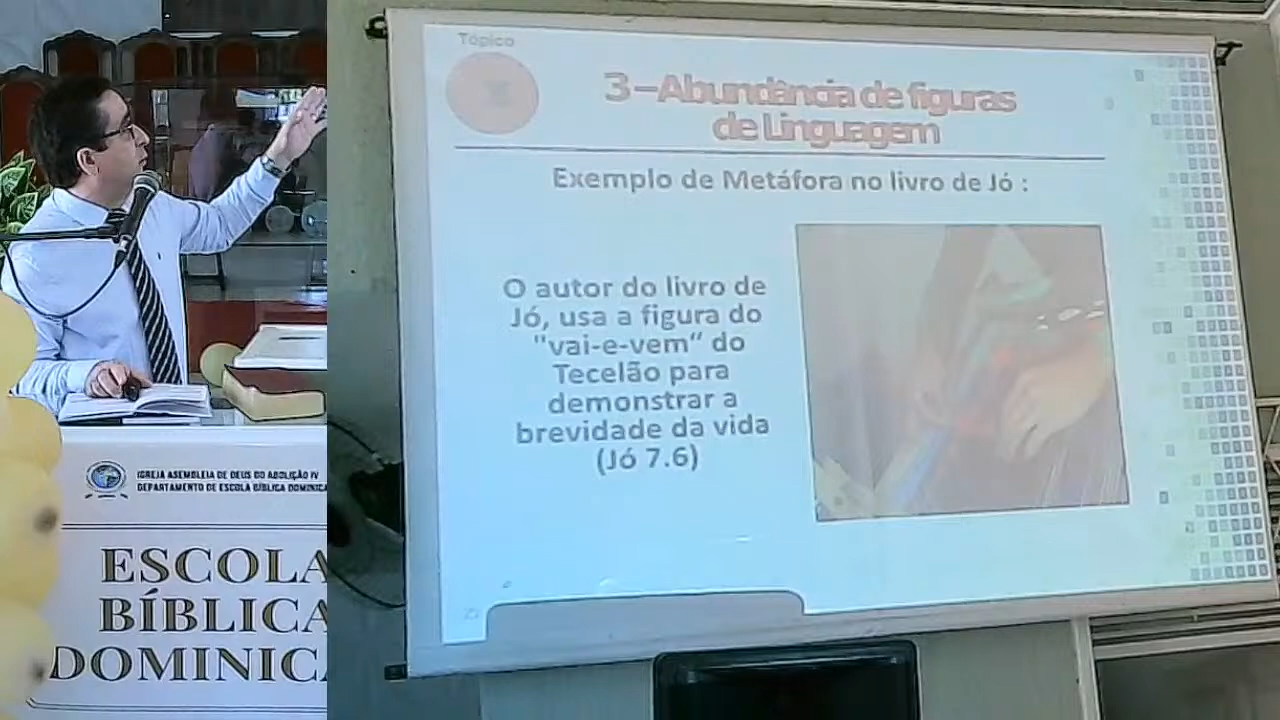 Tópico
3–Abundância de figuras
de Linguagem
Exemplo de Metáfora no livro de Jó :
O autor do livro de
Jó, usa a figura do
"vai-e-vem" do
Tecelão para
demonstrar a
brevidade da vida
(Jó 7.6)
IGREJA ASSEMBLEIA DE DEUS DO ABOLIÇÃO IV
DEPARTAMENTO DE ESCOLA BÍBLICA DOMINICA
ESCOLA
BÍBLICA
DOMINICA